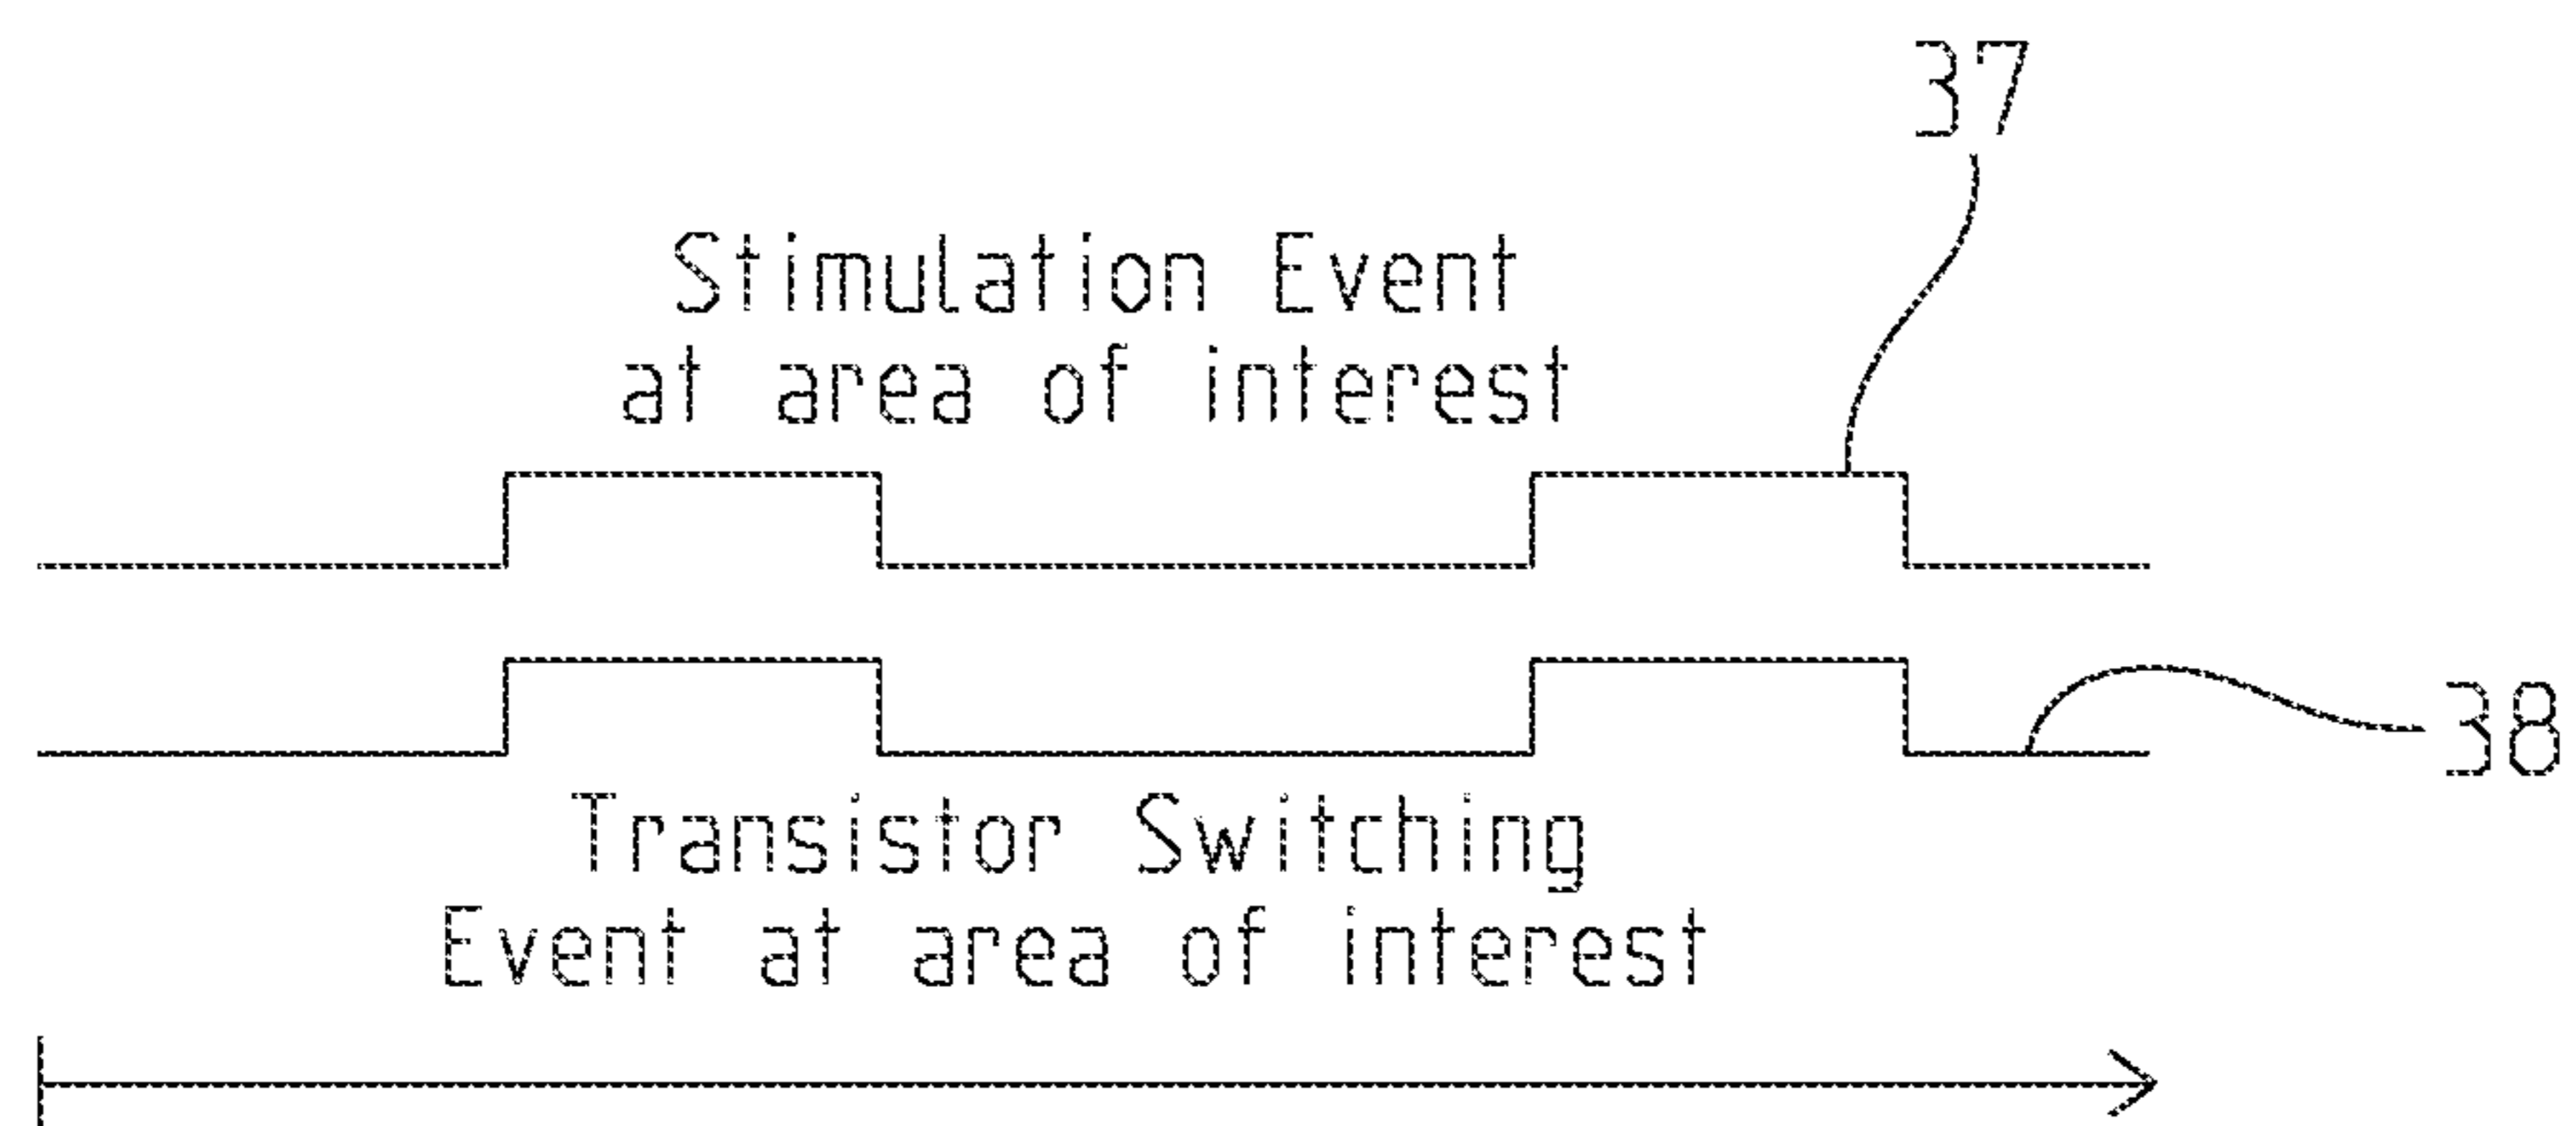 37
Stimulation Event
at area of interest
38
Transistor Switching
Event at area of interest